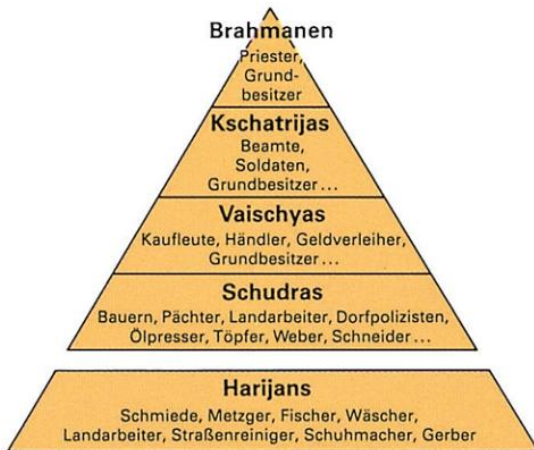 Brahmanen
Priester,
Grund-
besitzer
Kschatrijas
Beamte,
Soldaten,
Grundbesitzer...
Vaischyas
Kaufleute, Händler, Geldverleiher,
Grundbesitzer...
Schudras
Bauern, Pächter, Landarbeiter, Dorfpolizisten,
Ölpresser, Töpfer, Weber, Schneider...
Harijans
Schmiede, Metzger, Fischer, Wäscher,
Landarbeiter, Straßenreiniger, Schuhmacher, Gerber